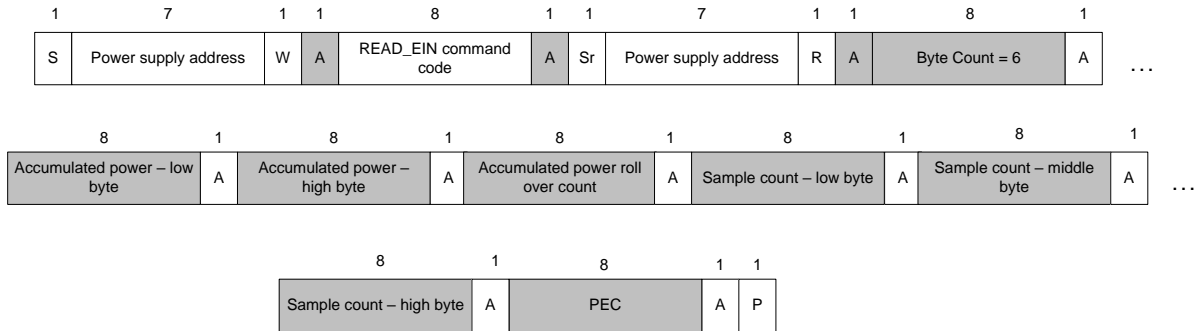 1 7 1 1 8 1 1 7 1 1 8 1
S Power supply address W A READ_EIN command code A Sr Power supply address R A Byte Count = 6 A ...
8 1 8 1 8 1 8 1 8 1
Accumulated power – low byte A Accumulated power – high byte A Accumulated power roll over count A Sample count – low byte A Sample count – middle byte A ...
8 1 8 1 1
Sample count – high byte A PEC A P